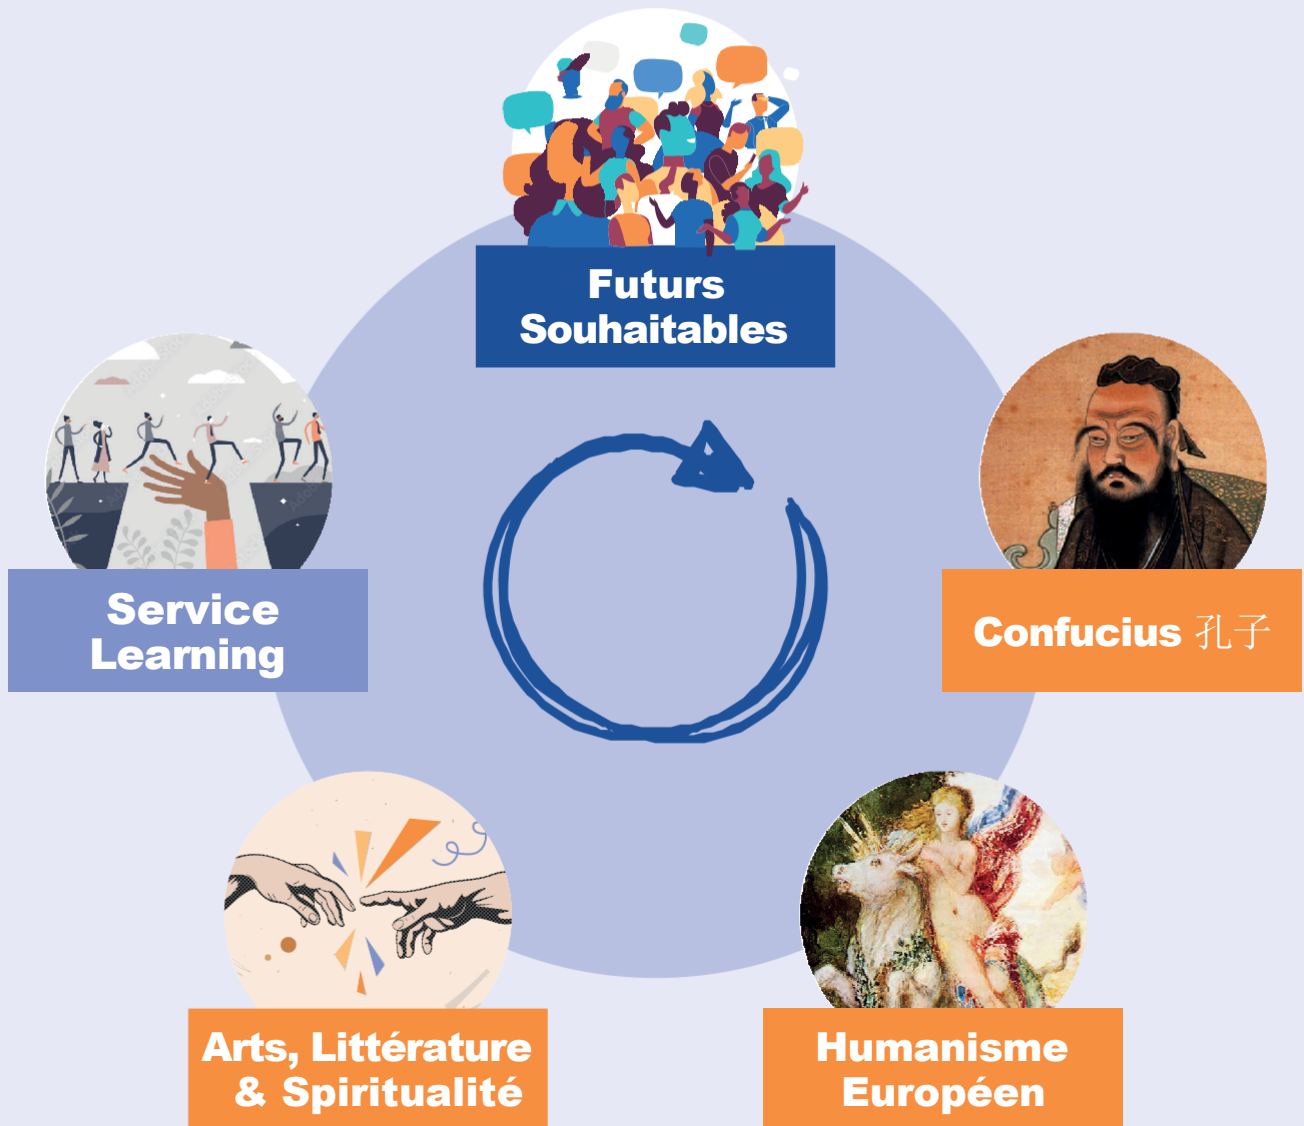 Futurs
Souhaitables
Service
Learning
Confucius 孔子
Arts, Littérature
& Spiritualité
Humanisme
Européen